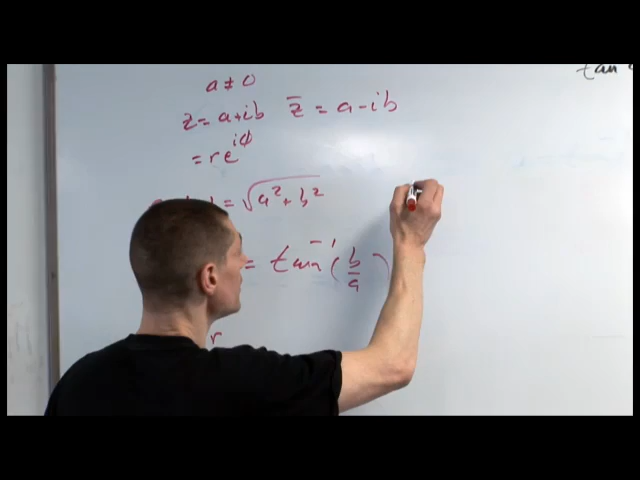 tan
a ≠ 0
z = a+ib z̄ = a-ib
= re^{iϕ}
= √(a² + b²)
= tan⁻¹ (b/a)
r